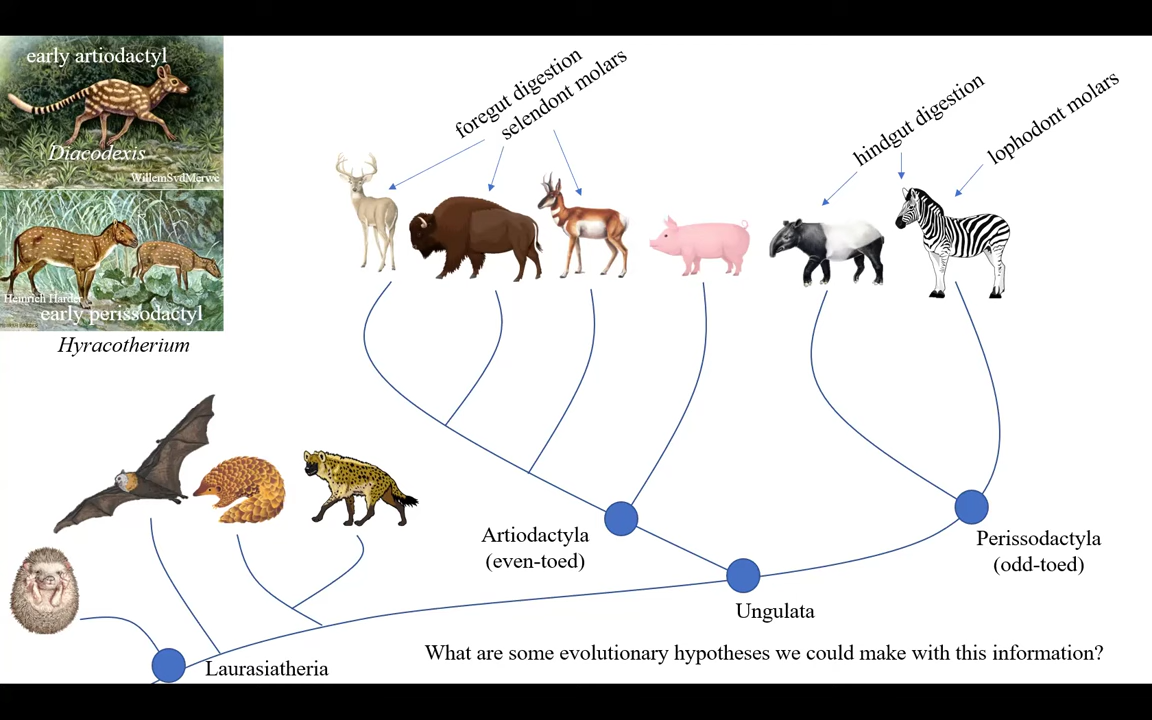 early artiodactyl
Diacodexis
WillemSvdMerwe
Heinrich Harder
early perissodactyl
Hyracotherium
foregut digestion
selendont molars
hindgut digestion
lophodont molars
Artiodactyla
(even-toed)
Perissodactyla
(odd-toed)
Ungulata
Laurasiatheria
What are some evolutionary hypotheses we could make with this information?